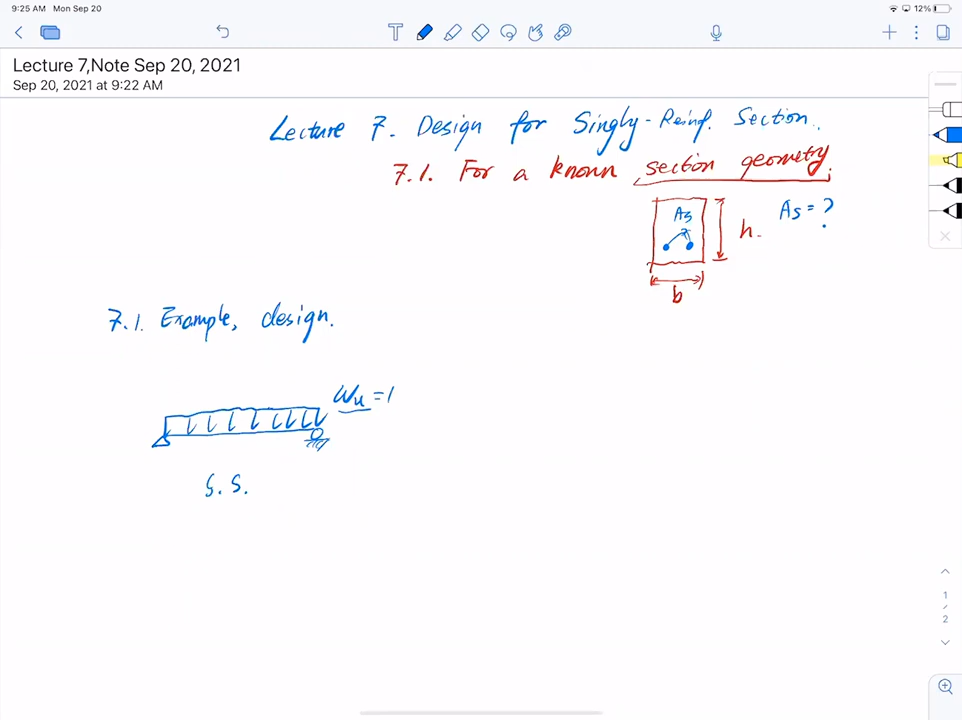 9:25 AM Mon Sep 20
12%
Lecture 7,Note Sep 20, 2021
Sep 20, 2021 at 9:22 AM
Lecture 7. Design for Singly-Reinf. Section.
7.1. For a known section geometry.
As
h.
As = ?
b
7.1. Example, design.
Wu = 1
S. S.
1
/
2